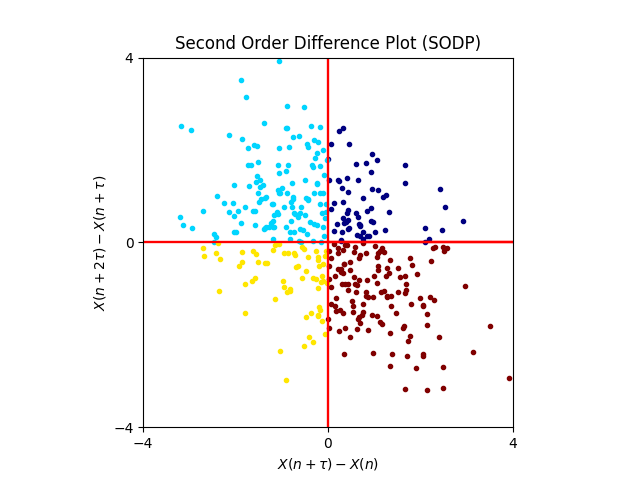 Second Order Difference Plot (SODP)
4
X(n + 2τ) − X(n + τ)
0
−4
−4 0 4
X(n + τ) − X(n)